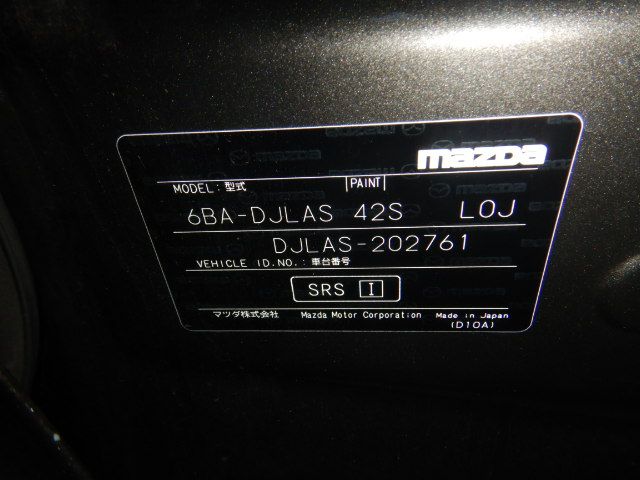 mazda
MODEL: 型式 PAINT
6BA-DJLAS 42S LOJ
DJLAS-202761
VEHICLE ID.NO.: 車台番号
SRS I
マツダ株式会社 Mazda Motor Corporation Made in Japan
(D10A)